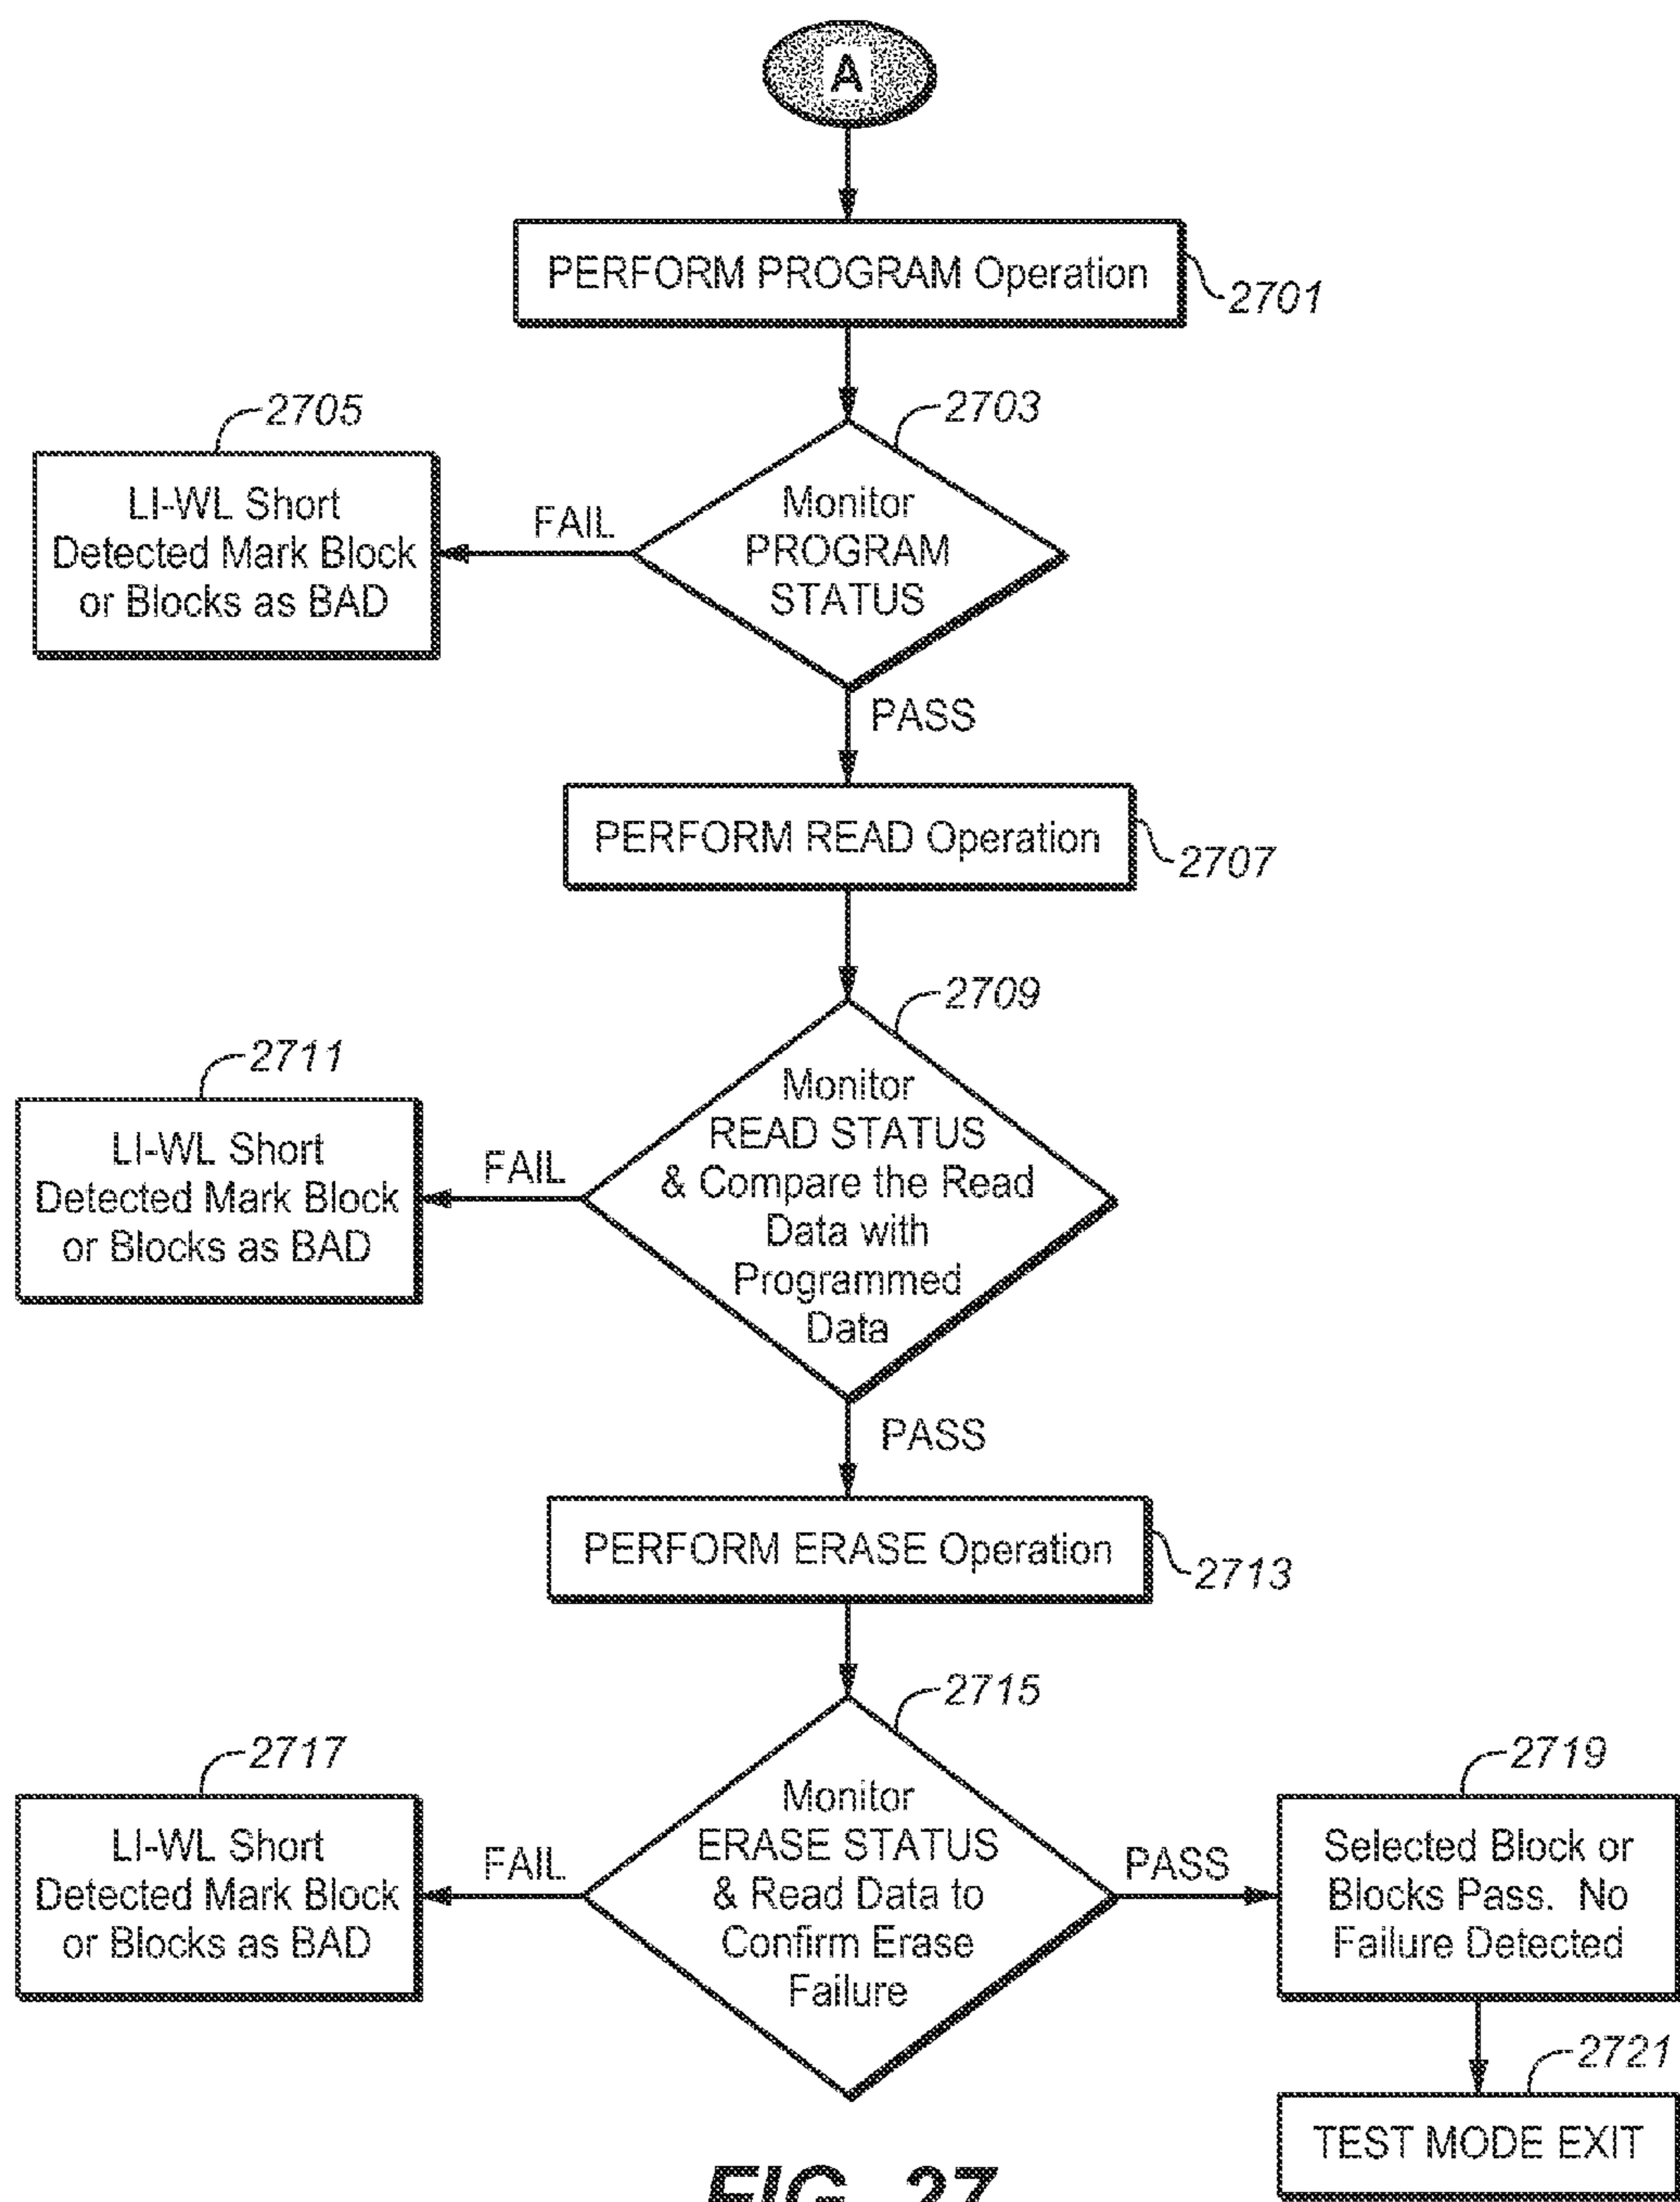 A
PERFORM PROGRAM Operation
2701
2703
Monitor
PROGRAM
STATUS
2705
FAIL
LI-WL Short
Detected Mark Block
or Blocks as BAD
PASS
PERFORM READ Operation
2707
2709
Monitor
READ STATUS
& Compare the Read
Data with
Programmed
Data
2711
FAIL
LI-WL Short
Detected Mark Block
or Blocks as BAD
PASS
PERFORM ERASE Operation
2713
2715
Monitor
ERASE STATUS
& Read Data to
Confirm Erase
Failure
2717
FAIL
LI-WL Short
Detected Mark Block
or Blocks as BAD
PASS
2719
Selected Block or
Blocks Pass. No
Failure Detected
2721
TEST MODE EXIT
FIG. 27